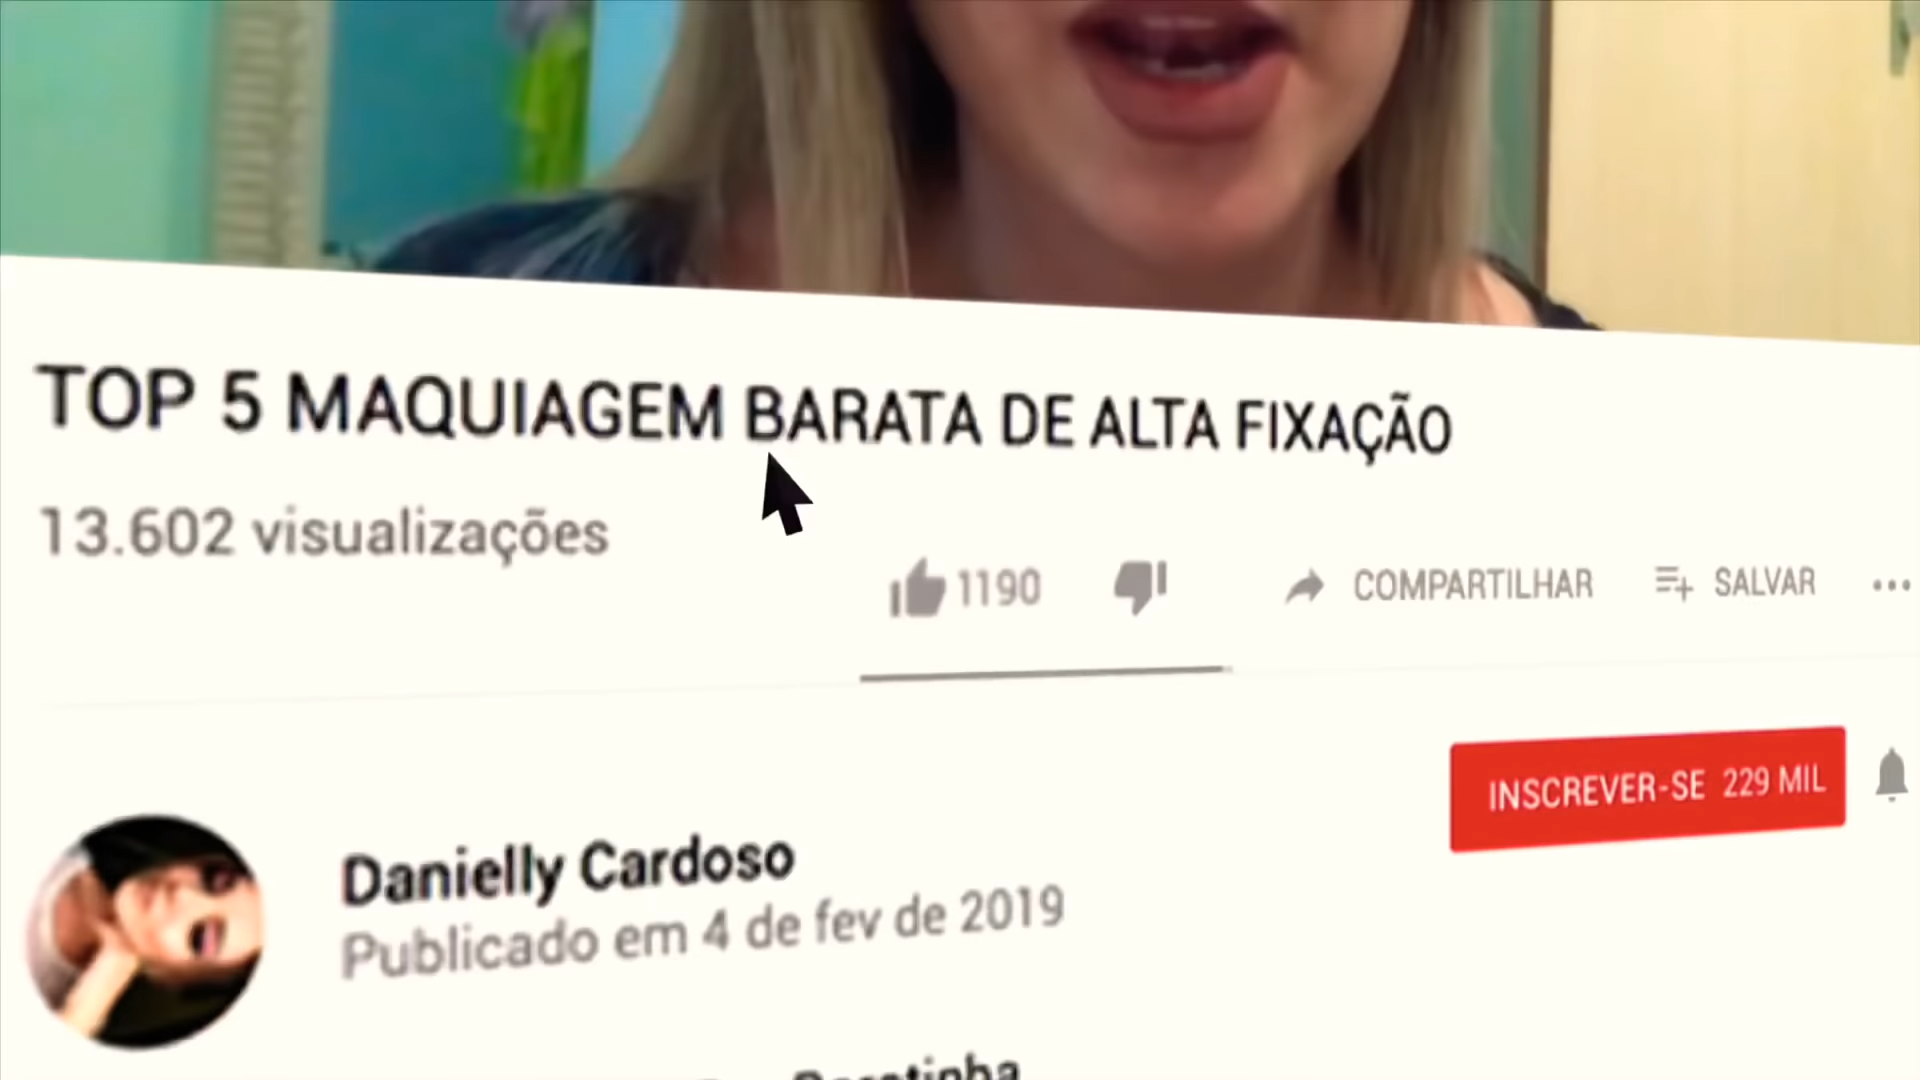 TOP 5 MAQUIAGEM BARATA DE ALTA FIXAÇÃO
13.602 visualizações
1190
COMPARTILHAR
SALVAR
INSCREVER-SE 229 MIL
Danielly Cardoso
Publicado em 4 de fev de 2019